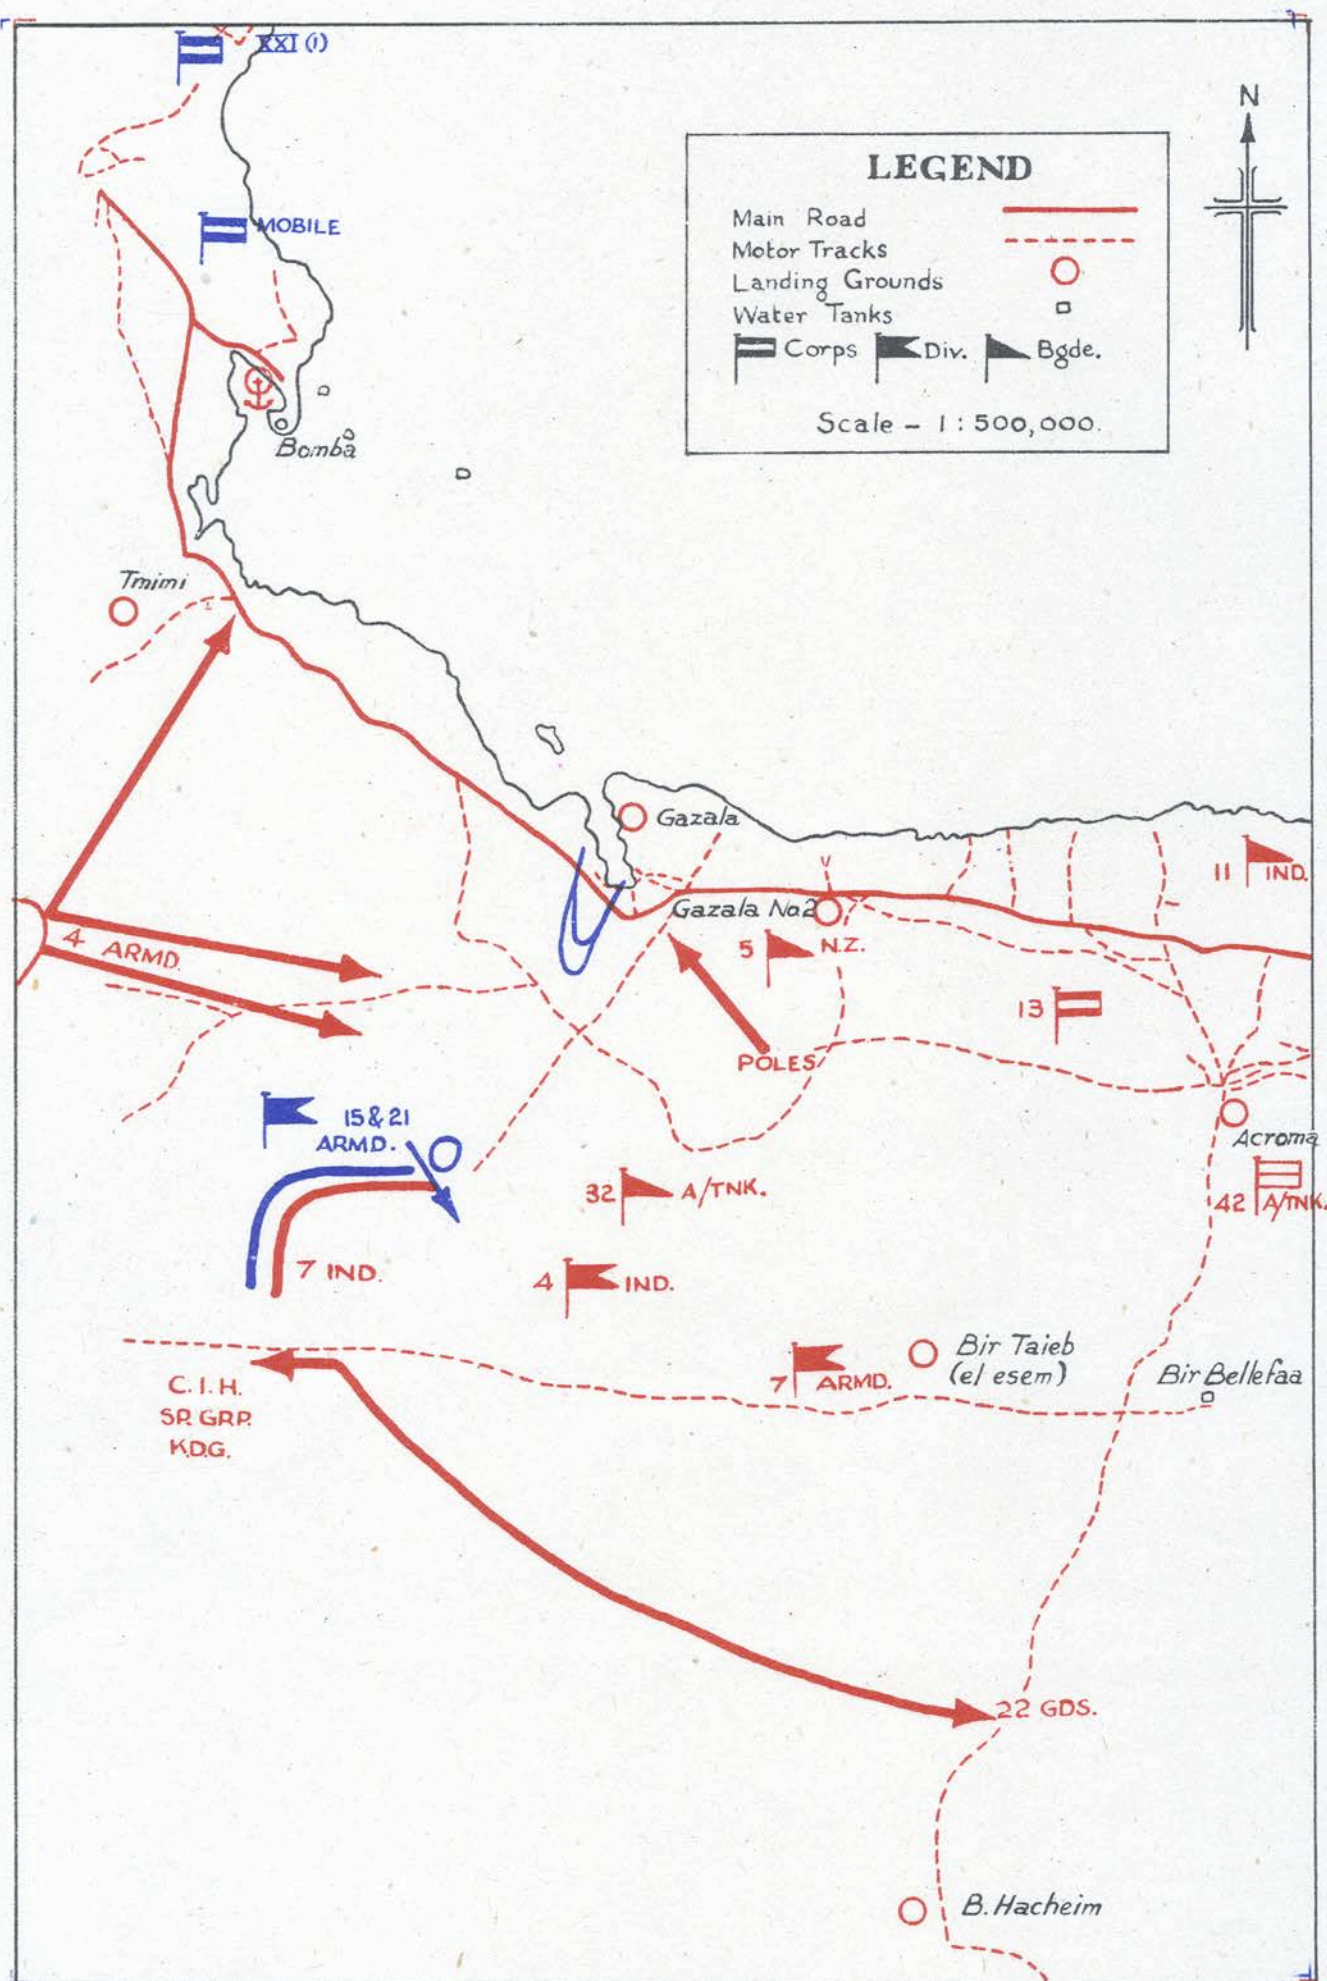 XXI (I)
N
LEGEND
Main Road
Motor Tracks
Landing Grounds
Water Tanks
Corps Div. Bgde.
Scale - 1 : 500,000.
MOBILE
Bomba
Tmimi
Gazala
11 IND.
Gazala No2
5 N.Z.
4 ARMD.
13
POLES
15 & 21
ARMD.
Acroma
32 A/TNK.
42 A/TNK.
7 IND.
4 IND.
Bir Taieb
(el esem)
7 ARMD.
Bir Bellefaa
C. I. H.
SP. GRP.
K.D.G.
22 GDS.
B. Hacheim